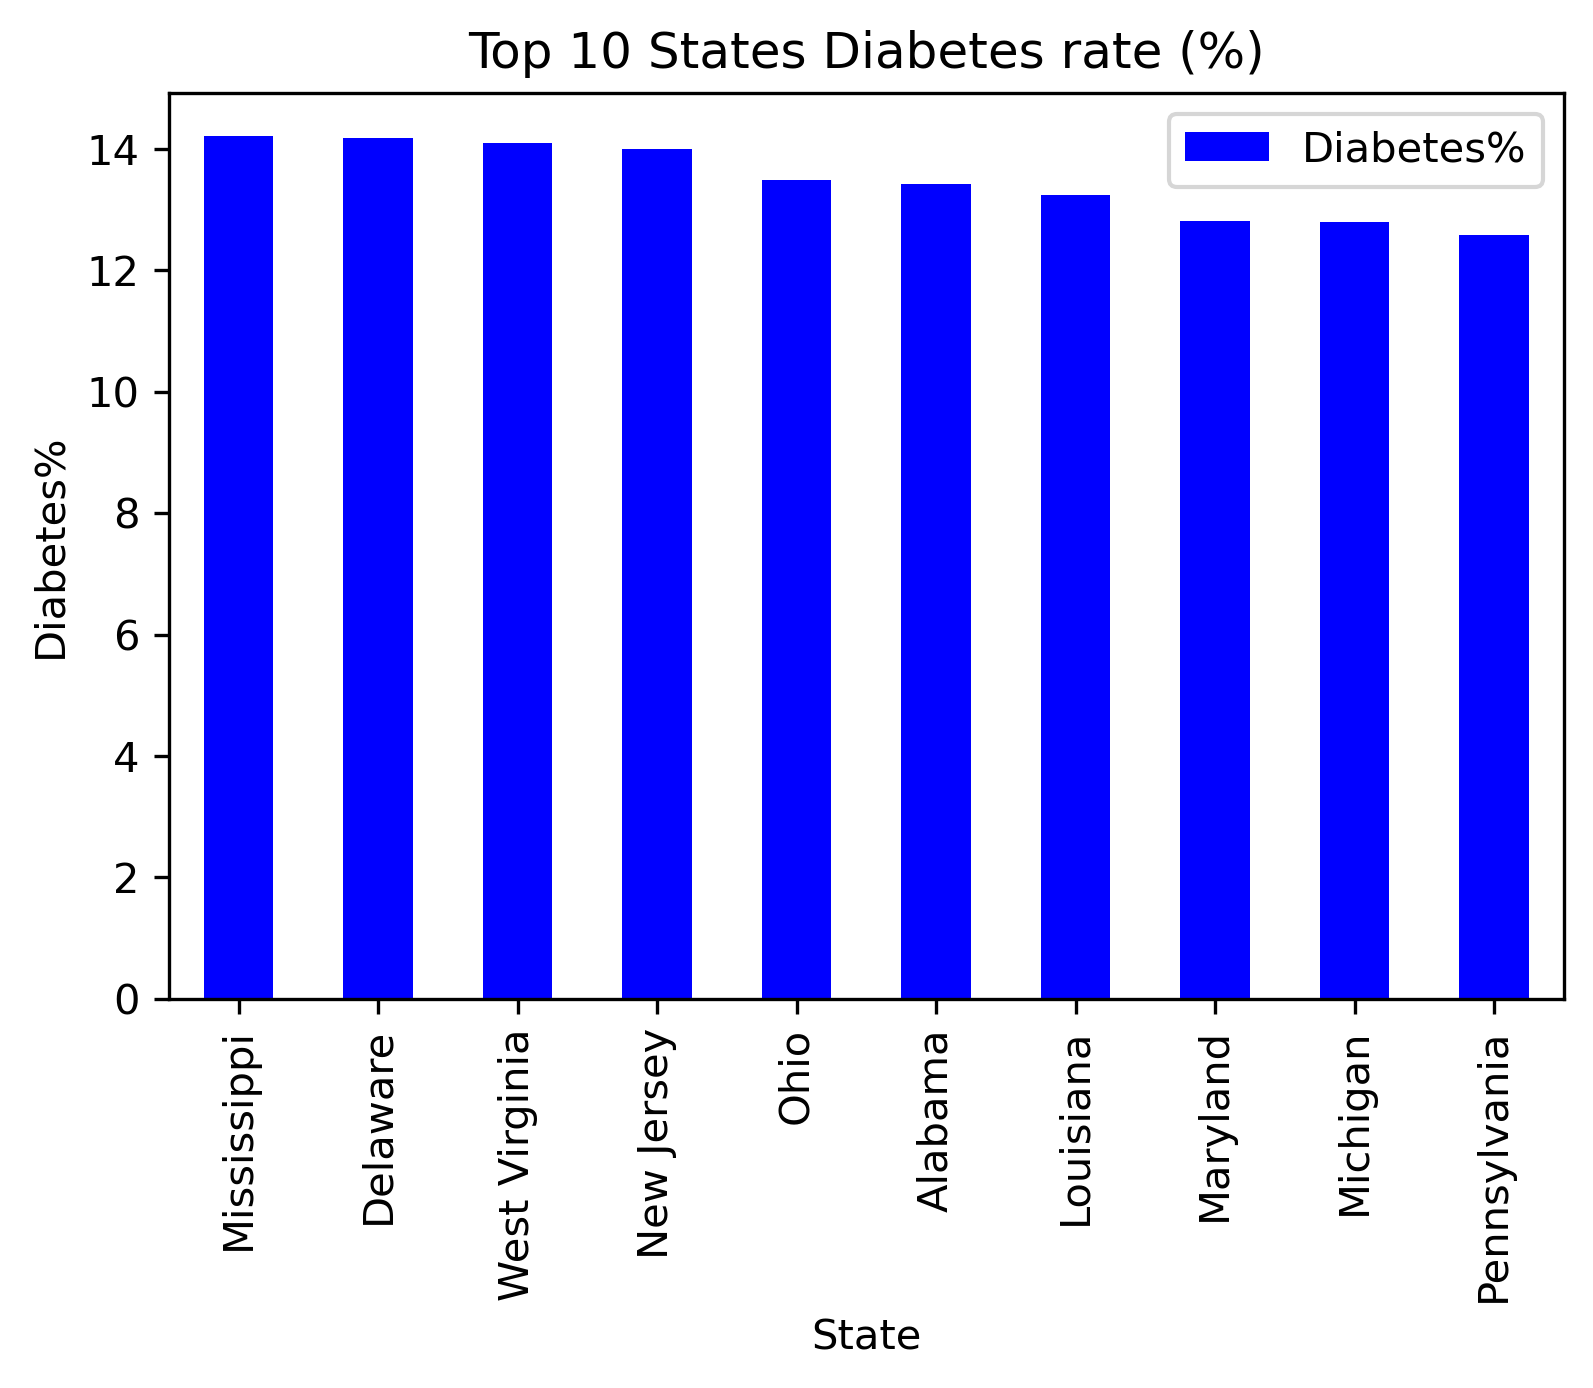 Top 10 States Diabetes rate (%)
Diabetes%
14
12
10
8
6
4
2
0
Diabetes%
Mississippi
Delaware
West Virginia
New Jersey
Ohio
Alabama
Louisiana
Maryland
Michigan
Pennsylvania
State